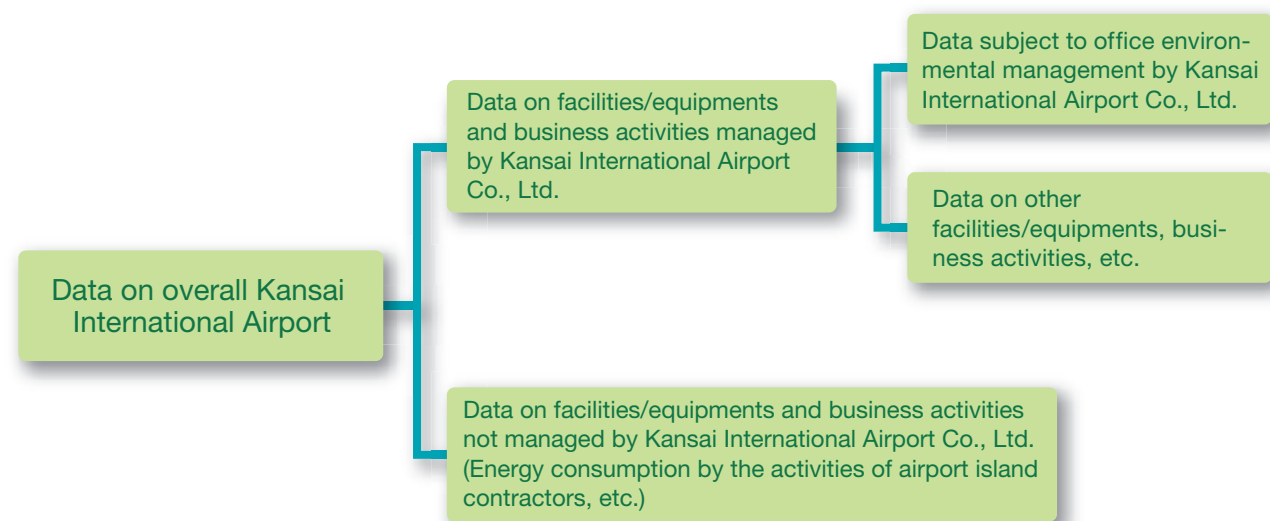 Data on overall Kansai
International Airport
Data on facilities/equipments
and business activities managed
by Kansai International Airport
Co., Ltd.
Data subject to office environ-
mental management by Kansai
International Airport Co., Ltd.
Data on other
facilities/equipments, busi-
ness activities, etc.
Data on facilities/equipments and business activities
not managed by Kansai International Airport Co., Ltd.
(Energy consumption by the activities of airport island
contractors, etc.)